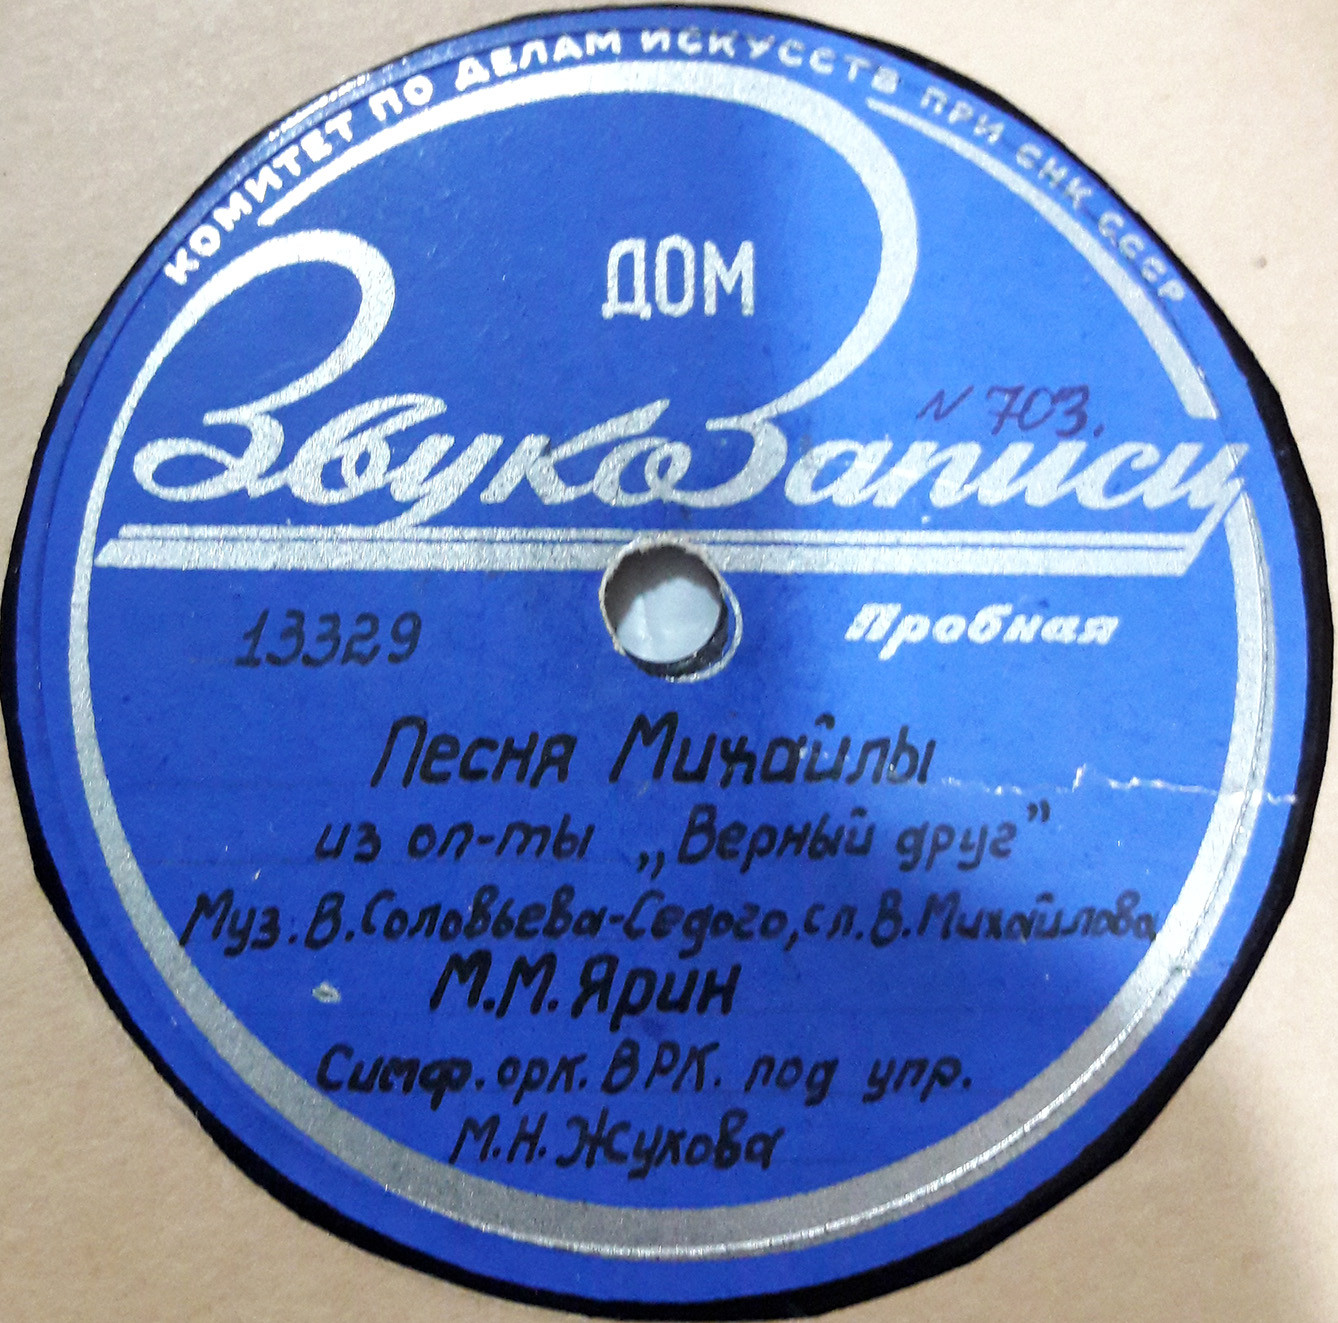 КОМИТЕТ ПО ДЕЛАМ ИСКУССТВ ПРИ СНК СССР
ДОМ
ЗвукоЗаписи
N 703.
13329
Пробная
Песня Михайлы
из оп-ты „Верный друг”
Муз. В. Соловьева-Седого, сл. В. Михайлова
М.М. Ярин
Симф. орк. ВРК. под упр.
М.Н. Жукова